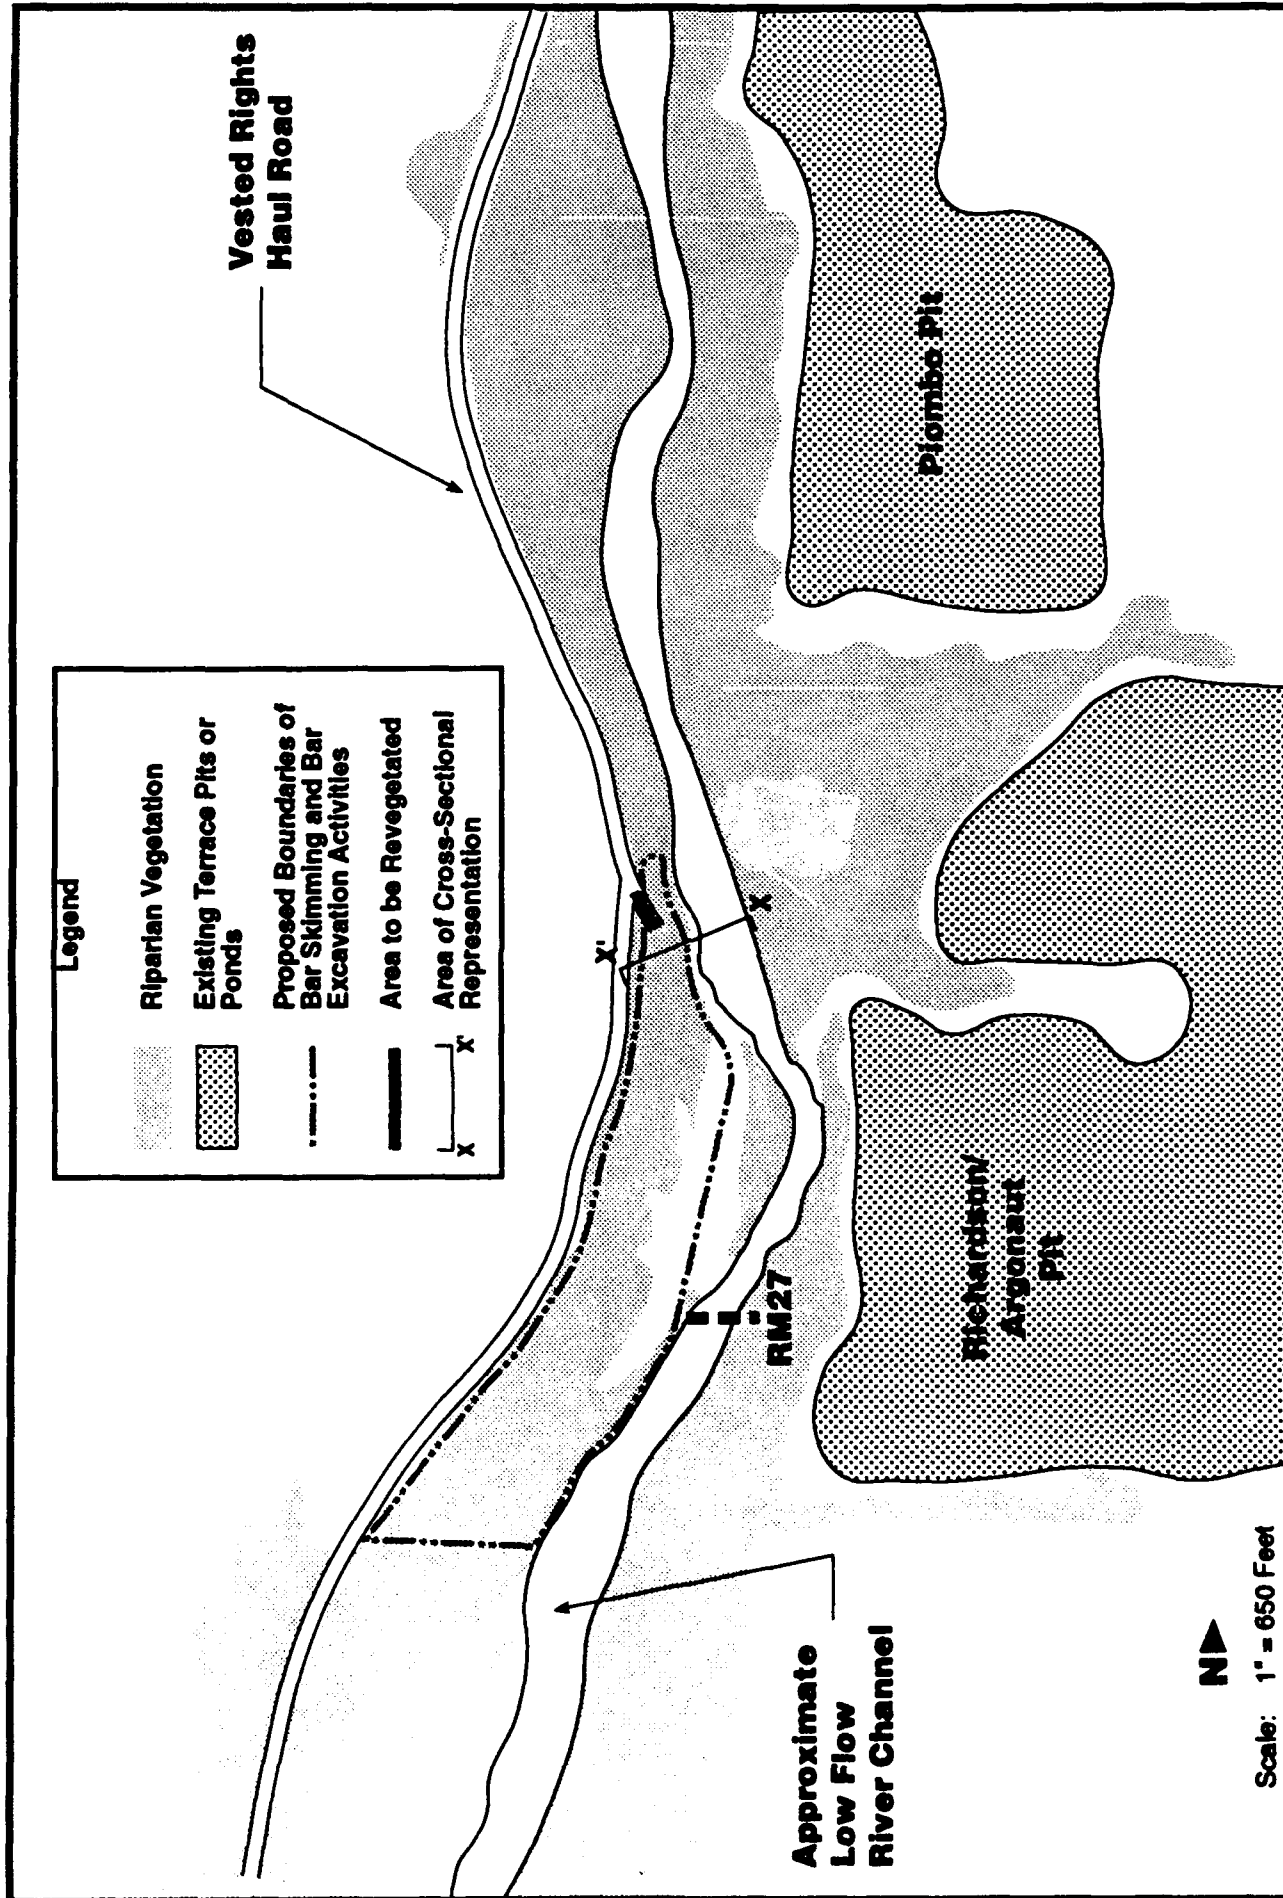 Vested Rights
Haul Road
Legend
Riparian Vegetation
Existing Terrace Pits or
Ponds
Proposed Boundaries of
Bar Skimming and Bar
Excavation Activities
Area to be Revegetated
X X'
Area of Cross-Sectional
Representation
X'
X
Piombo Pit
RM27
Richardson/
Argonaut
Pit
Approximate
Low Flow
River Channel
N
Scale: 1" = 650 Feet